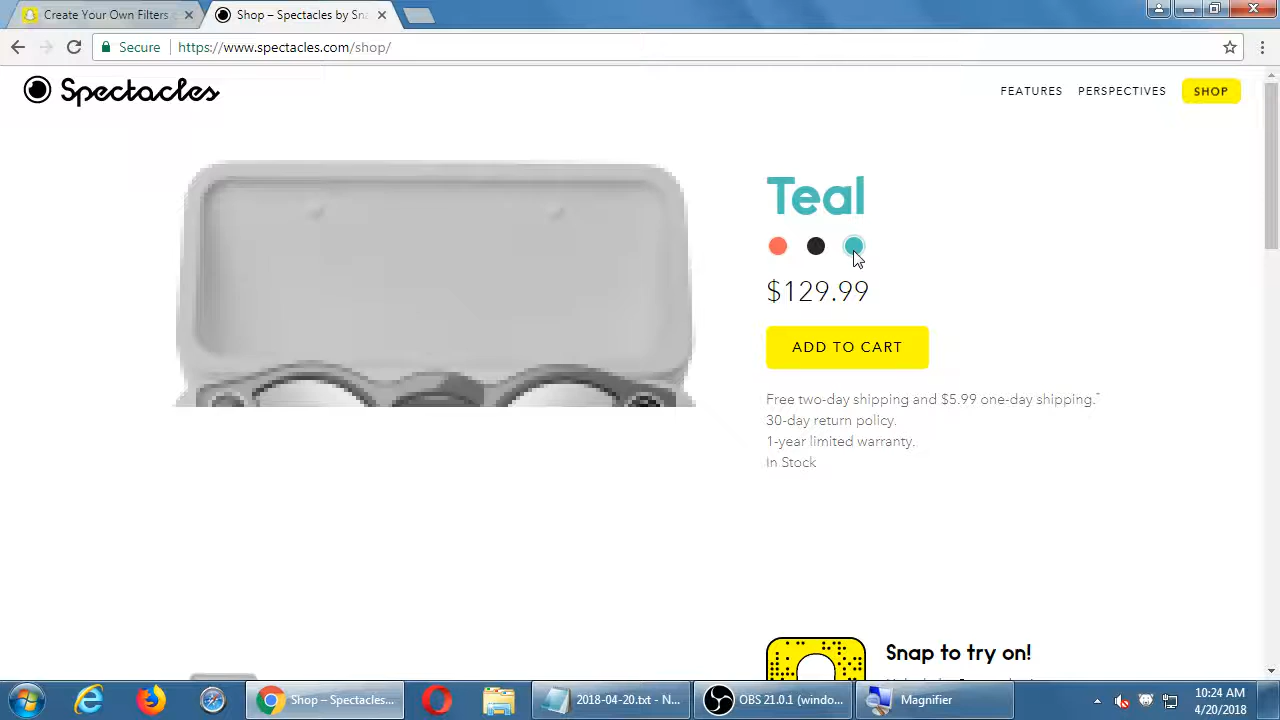 Create Your Own Filters
Shop – Spectacles by Sna
Secure
https://www.spectacles.com/shop/
Spectacles
FEATURES
PERSPECTIVES
SHOP
Teal
$129.99
ADD TO CART
Free two-day shipping and $5.99 one-day shipping.*
30-day return policy.
1-year limited warranty.
In Stock
Snap to try on!
Shop – Spectacles...
2018-04-20.txt - N...
OBS 21.0.1 (windo...
Magnifier
10:24 AM
4/20/2018